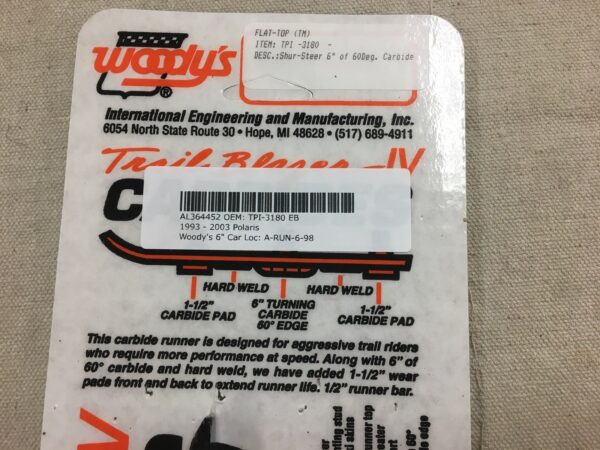 FLAT-TOP (TM)
ITEM: TPI -3180 -
DESC.:Shur-Steer 6" of 60Deg. Carbide
Woody's ®
International Engineering and Manufacturing, Inc.
6054 North State Route 30 • Hope, MI 48628 • (517) 689-4911
Trail Blazer IV
AL364452 OEM: TPI-3180 EB
1993 - 2003 Polaris
Woody's 6" Car Loc: A-RUN-6-98
HARD WELD
HARD WELD
1-1/2"
CARBIDE PAD
6" TURNING
CARBIDE
60° EDGE
1-1/2"
CARBIDE PAD
This carbide runner is designed for aggressive trail riders
who require more performance at speed. Along with 6" of
60° carbide and hard weld, we have added 1-1/2" wear
pads front and back to extend runner life. 1/2" runner bar.